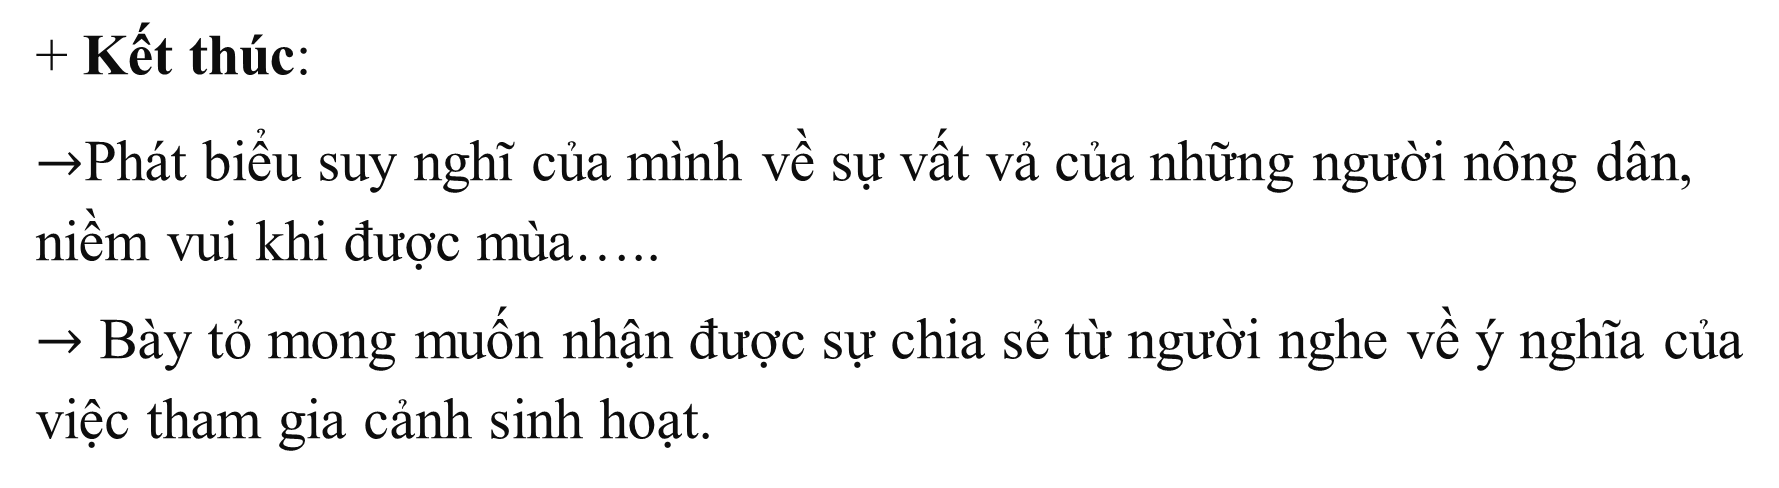 + Kết thúc:
→Phát biểu suy nghĩ của mình về sự vất vả của những người nông dân,
niềm vui khi được mùa…..
→ Bày tỏ mong muốn nhận được sự chia sẻ từ người nghe về ý nghĩa của
việc tham gia cảnh sinh hoạt.